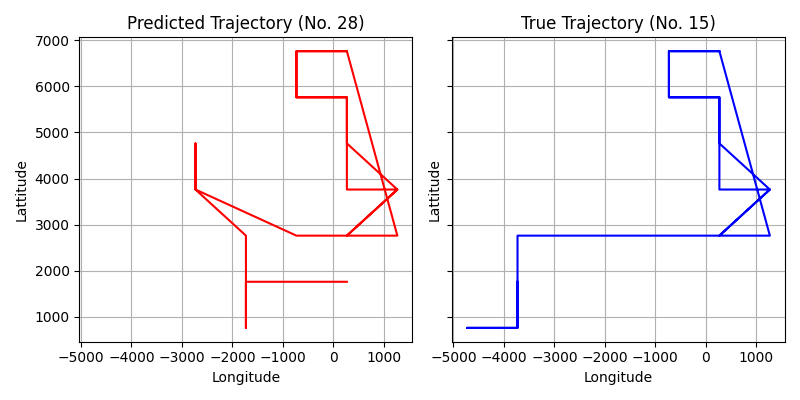 Predicted Trajectory (No. 28)
True Trajectory (No. 15)
7000
6000
5000
4000
3000
2000
1000
Lattitude
Lattitude
−5000 −4000 −3000 −2000 −1000 0 1000
−5000 −4000 −3000 −2000 −1000 0 1000
Longitude
Longitude